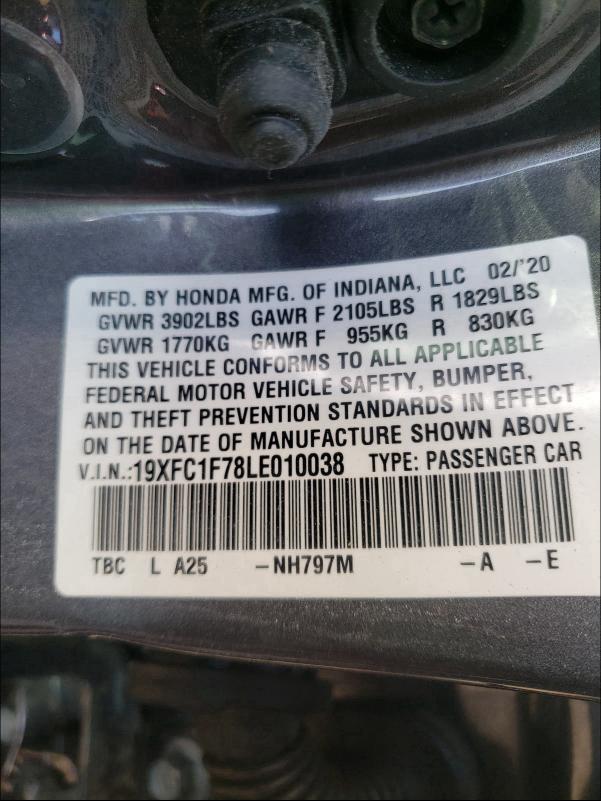 MFD. BY HONDA MFG. OF INDIANA, LLC 02/'20
GVWR 3902LBS GAWR F 2105LBS R 1829LBS
GVWR 1770KG GAWR F 955KG R 830KG
THIS VEHICLE CONFORMS TO ALL APPLICABLE
FEDERAL MOTOR VEHICLE SAFETY, BUMPER,
AND THEFT PREVENTION STANDARDS IN EFFECT
ON THE DATE OF MANUFACTURE SHOWN ABOVE.
V.I.N.:19XFC1F78LE010038 TYPE: PASSENGER CAR
TBC L A25 -NH797M -A -E